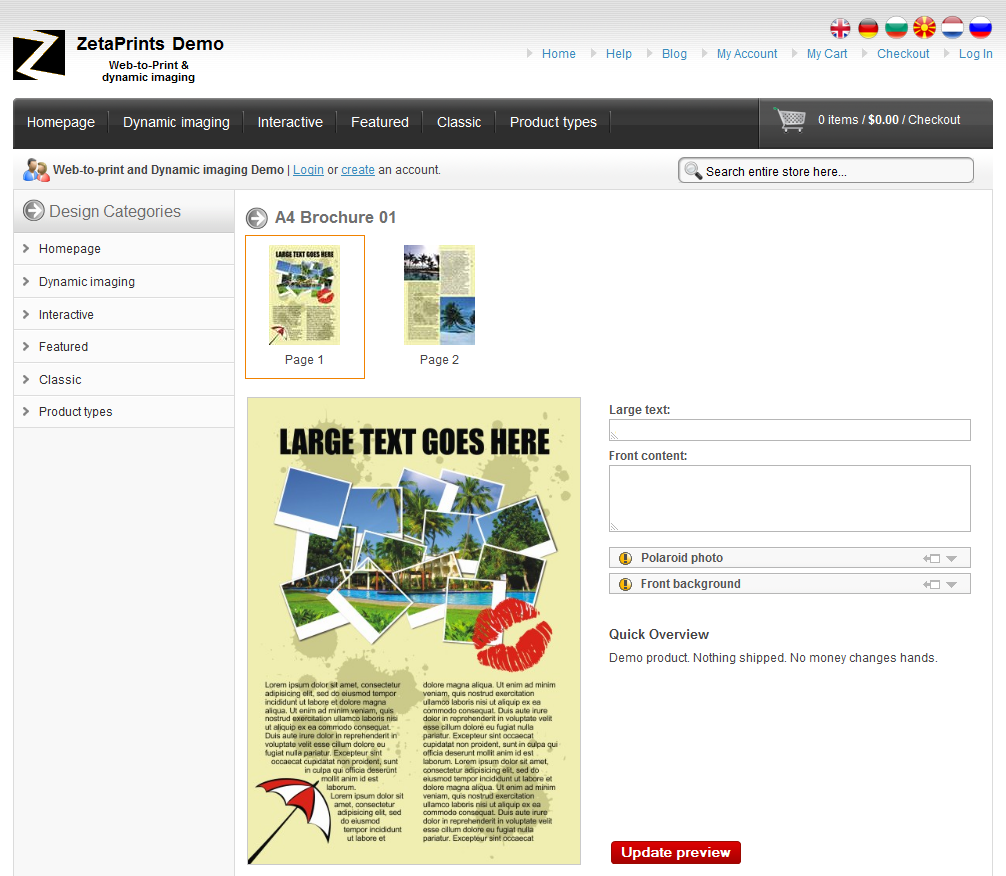 ZetaPrints Demo
Web-to-Print &
dynamic imaging
Home Help Blog My Account My Cart Checkout Log In
Homepage Dynamic imaging Interactive Featured Classic Product types
0 items / $0.00 / Checkout
Web-to-print and Dynamic imaging Demo | Login or create an account.
Search entire store here...
Design Categories
Homepage
Dynamic imaging
Interactive
Featured
Classic
Product types
A4 Brochure 01
LARGE TEXT GOES HERE
Page 1
Page 2
LARGE TEXT GOES HERE
Lorem ipsum dolor sit amet, consectetur
adipisicing elit, sed do eiusmod tempor
incididunt ut labore et dolore magna
aliqua. Ut enim ad minim veniam, quis
nostrud exercitation ullamco laboris nisi
ut aliquip ex ea commodo consequat.
Duis aute irure dolor in reprehenderit in
voluptate velit esse cillum dolore eu
fugiat nulla pariatur. Excepteur sint
occaecat cupidatat non proident, sunt
in culpa qui officia deserunt
mollit anim id est
laborum.
Lorem ipsum dolor sit
amet, consectetur
adipisicing elit, sed
do eiusmod
tempor incididunt
ut labore et
dolore magna aliqua. Ut enim ad minim
veniam, quis nostrud exercitation
ullamco laboris nisi ut aliquip ex ea
commodo consequat. Duis aute irure
dolor in reprehenderit in voluptate velit
esse cillum dolore eu fugiat nulla
pariatur. Excepteur sint occaecat
cupidatat non proident, sunt in culpa qui
officia deserunt mollit anim id est
laborum. Lorem ipsum dolor sit amet,
consectetur adipisicing elit, sed do
eiusmod tempor incididunt ut labore et
dolore magna aliqua. Ut enim ad minim
veniam, quis nostrud exercitation
ullamco laboris nisi ut aliquip ex ea
commodo consequat. Duis aute irure
dolor in reprehenderit in voluptate velit
esse cillum dolore eu fugiat nulla
pariatur. Excepteur sint occaecat
Large text:
Front content:
Polaroid photo
Front background
Quick Overview
Demo product. Nothing shipped. No money changes hands.
Update preview